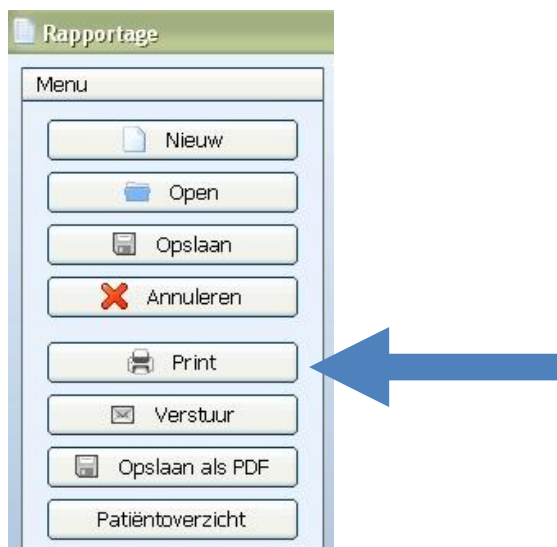 Rapportage
Menu
Nieuw
Open
Opslaan
Annuleren
Print
Verstuur
Opslaan als PDF
Patiëntoverzicht